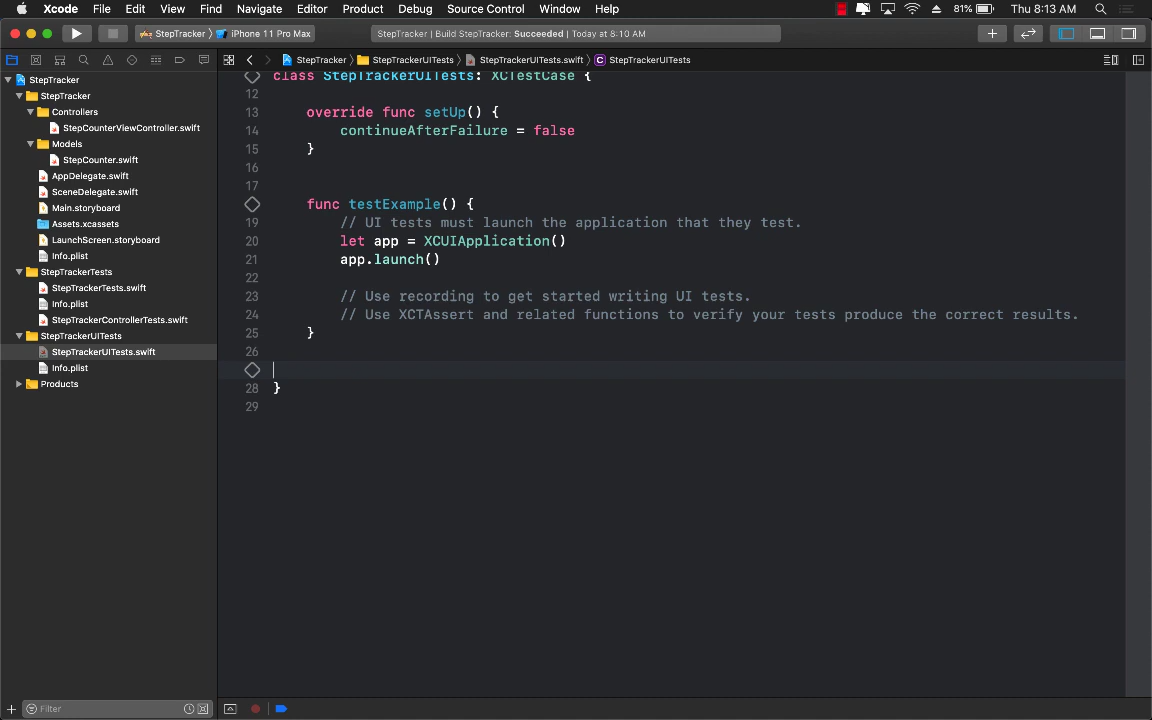 Xcode File Edit View Find Navigate Editor Product Debug Source Control Window Help 81% Thu 8:13 AM
StepTracker iPhone 11 Pro Max StepTracker | Build StepTracker: Succeeded | Today at 8:10 AM
StepTracker StepTrackerUITests StepTrackerUITests.swift C StepTrackerUITests
StepTracker
StepTracker
Controllers
StepCounterViewController.swift
Models
StepCounter.swift
AppDelegate.swift
SceneDelegate.swift
Main.storyboard
Assets.xcassets
LaunchScreen.storyboard
Info.plist
StepTrackerTests
StepTrackerTests.swift
Info.plist
StepTrackerControllerTests.swift
StepTrackerUITests
StepTrackerUITests.swift
Info.plist
Products
Filter
class StepTrackerUITests: XCTestCase {
12
13 override func setUp() {
14 continueAfterFailure = false
15 }
16
17
func testExample() {
19 // UI tests must launch the application that they test.
20 let app = XCUIApplication()
21 app.launch()
22
23 // Use recording to get started writing UI tests.
24 // Use XCTAssert and related functions to verify your tests produce the correct results.
25 }
26
28 }
29